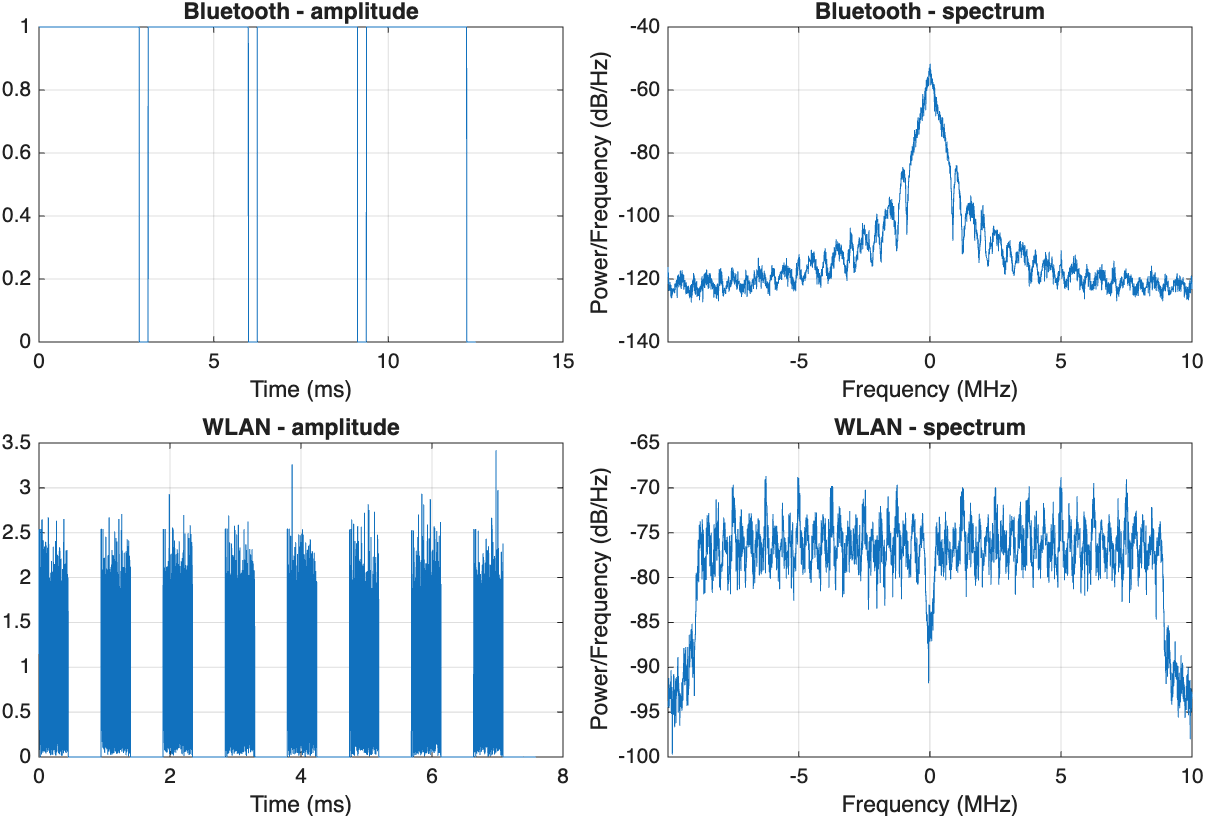 Bluetooth - amplitude
1
0.8
0.6
0.4
0.2
0
0 5 10 15
Time (ms)
Bluetooth - spectrum
Power/Frequency (dB/Hz)
-40
-60
-80
-100
-120
-140
-5 0 5 10
Frequency (MHz)
WLAN - amplitude
3.5
3
2.5
2
1.5
1
0.5
0
0 2 4 6 8
Time (ms)
WLAN - spectrum
Power/Frequency (dB/Hz)
-65
-70
-75
-80
-85
-90
-95
-100
-5 0 5 10
Frequency (MHz)